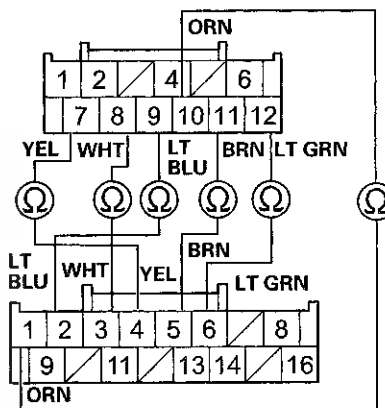 ORN
1 2 4 6
7 8 9 10 11 12
YEL WHT LT BLU BRN LT GRN
Ω Ω Ω Ω Ω Ω
LT BLU WHT YEL BRN LT GRN
1 2 3 4 5 6 8
9 11 13 14 16
ORN